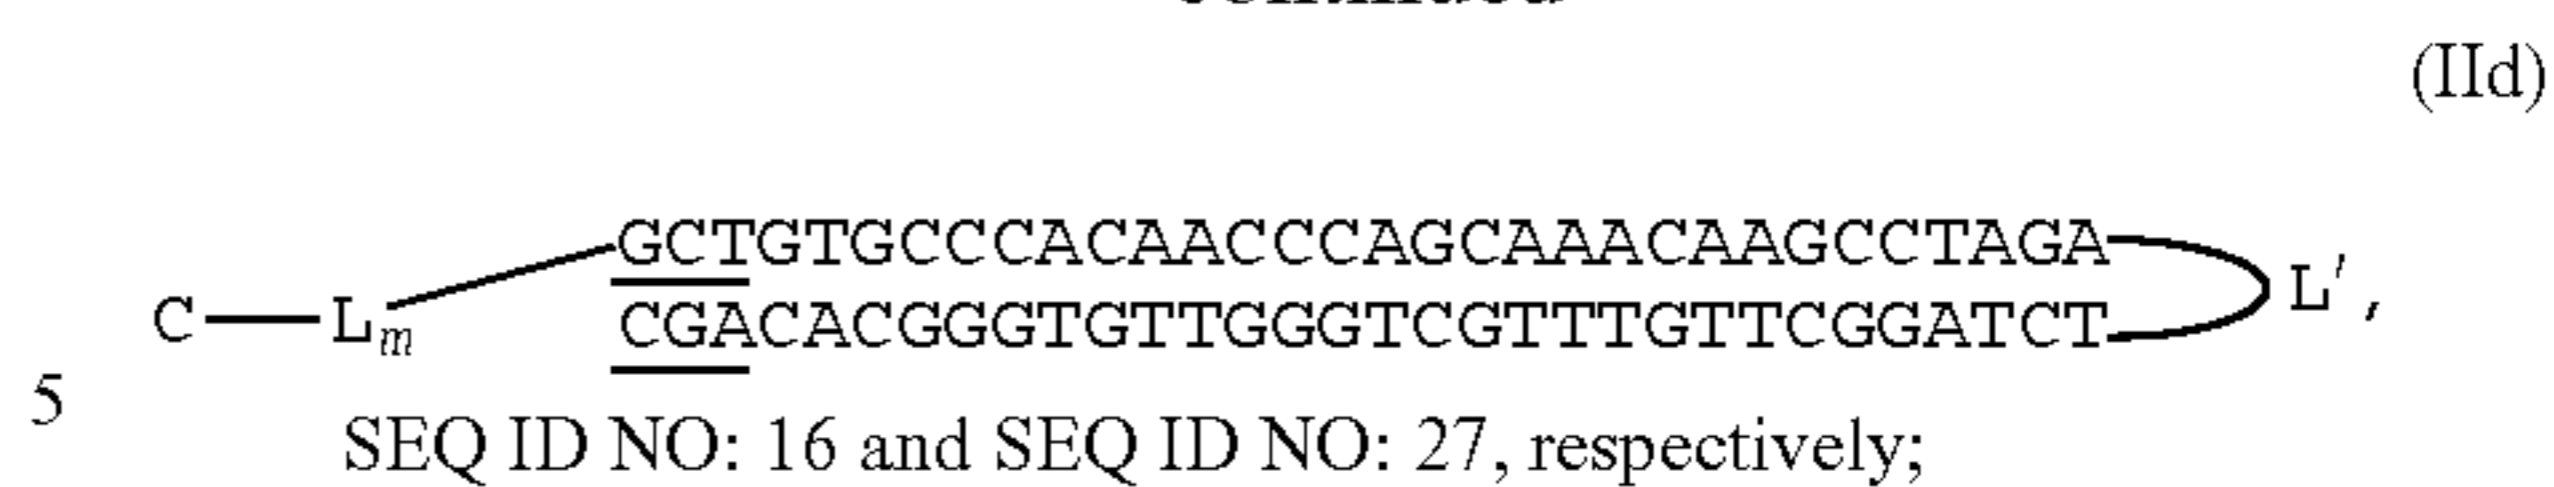 (IId)
GCTGTGCCCACAACCCAGCAAACAAGCCTAGA
C—Lm L′,
CGACACGGGTGTTGGGTCGTTTGTTCGGATCT
5
SEQ ID NO: 16 and SEQ ID NO: 27, respectively;